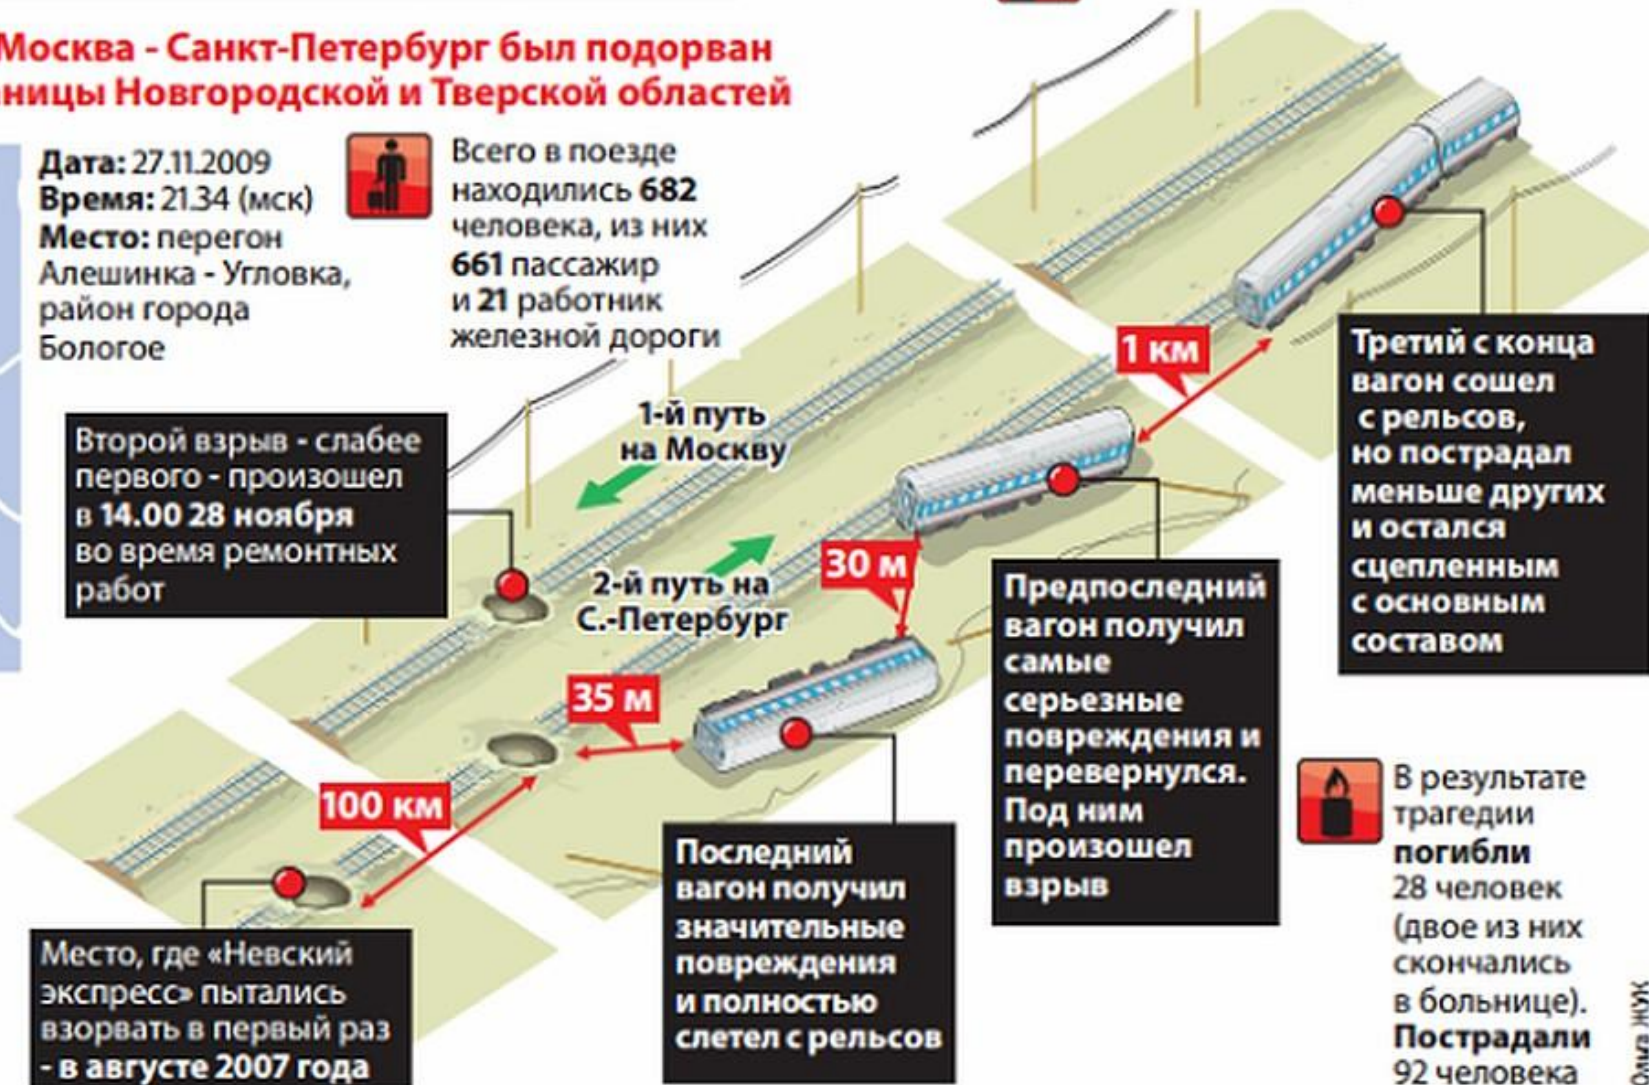 Москва - Санкт-Петербург был подорван
ницы Новгородской и Тверской областей
Дата: 27.11.2009
Время: 21.34 (мск)
Место: перегон
Алешинка - Угловка,
район города
Бологое
Всего в поезде
находились 682
человека, из них
661 пассажир
и 21 работник
железной дороги
Второй взрыв - слабее
первого - произошел
в 14.00 28 ноября
во время ремонтных
работ
1-й путь
на Москву
2-й путь на
С.-Петербург
1 км
30 м
35 м
100 км
Третий с конца
вагон сошел
с рельсов,
но пострадал
меньше других
и остался
сцепленным
с основным
составом
Предпоследний
вагон получил
самые
серьезные
повреждения и
перевернулся.
Под ним
произошел
взрыв
Последний
вагон получил
значительные
повреждения
и полностью
слетел с рельсов
Место, где «Невский
экспресс» пытались
взорвать в первый раз
- в августе 2007 года
В результате
трагедии
погибли
28 человек
(двое из них
скончались
в больнице).
Пострадали
92 человека
ЖУК